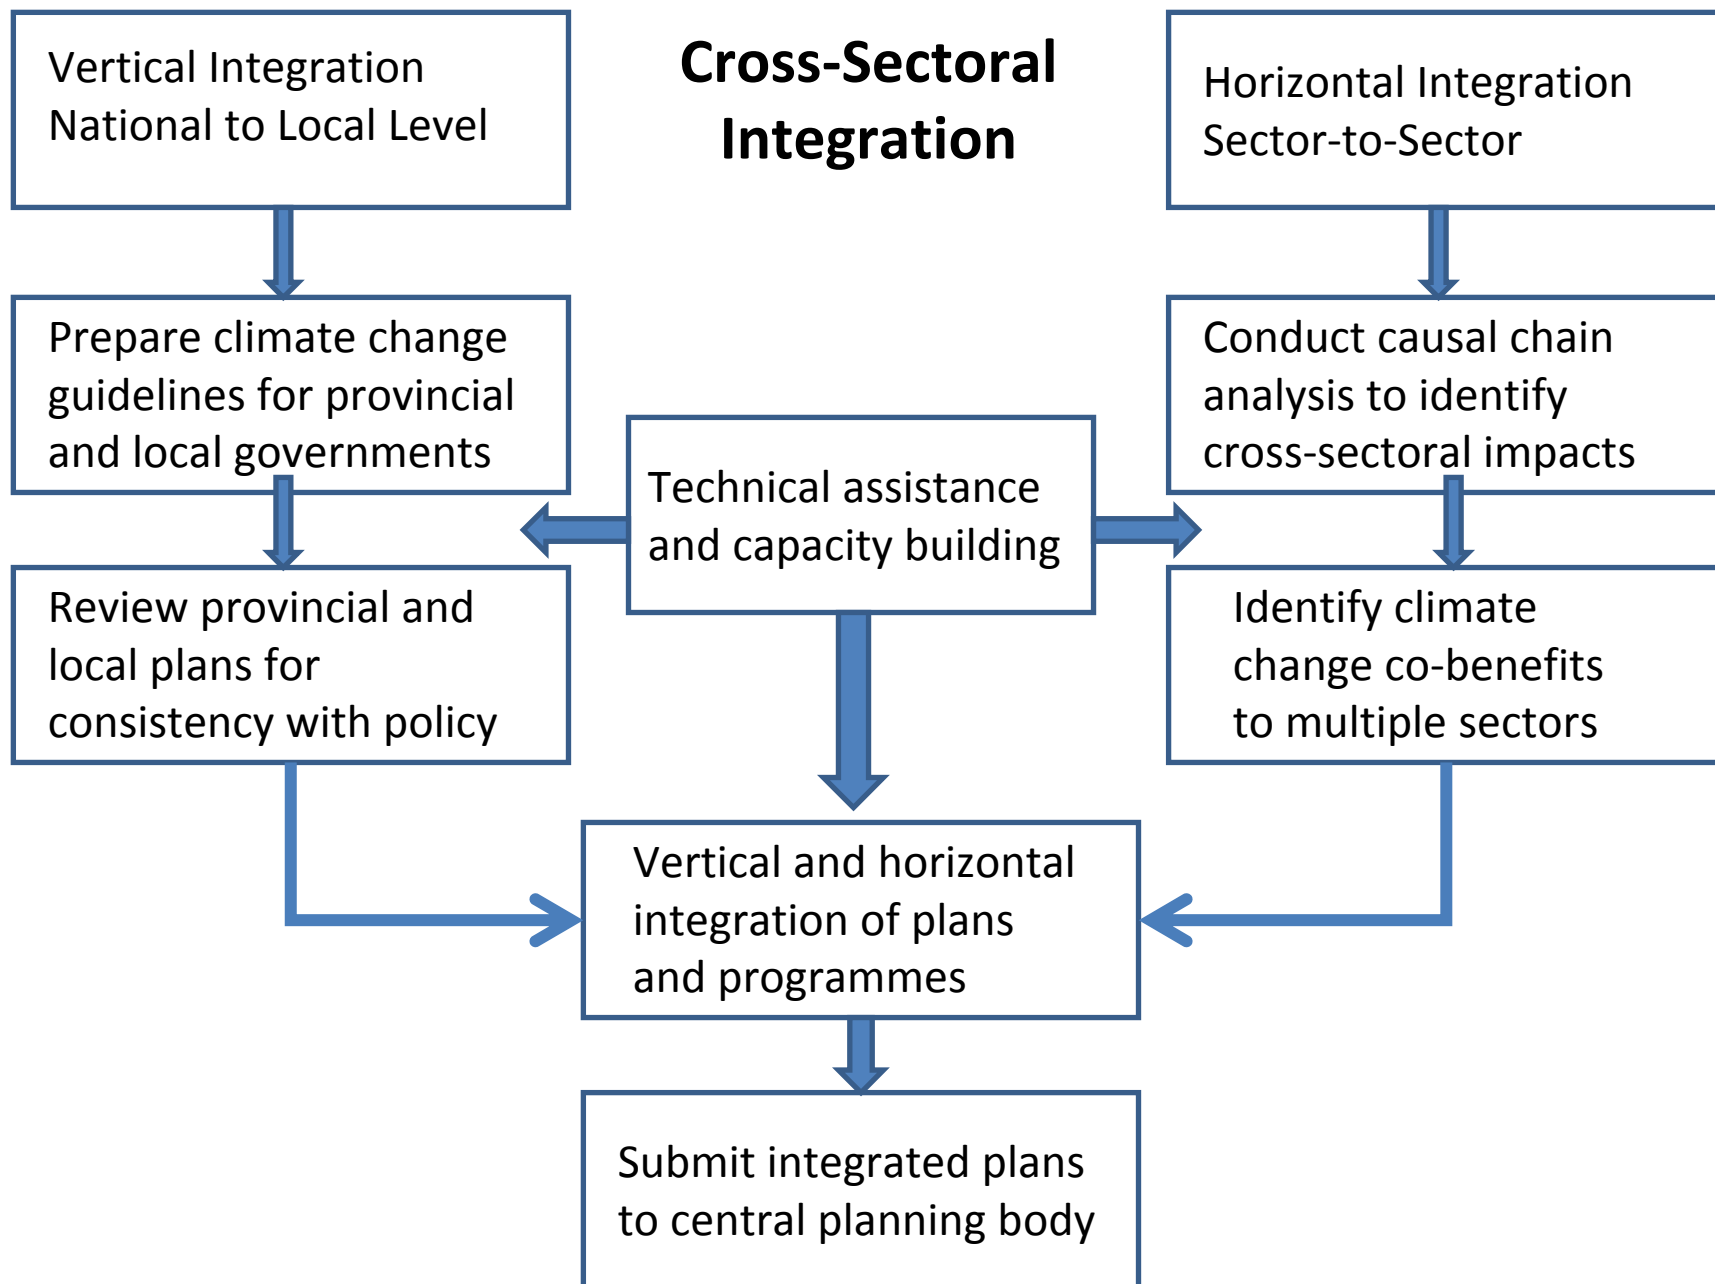 Vertical Integration
National to Local Level
Cross-Sectoral
Integration
Horizontal Integration
Sector-to-Sector
Prepare climate change
guidelines for provincial
and local governments
Conduct causal chain
analysis to identify
cross-sectoral impacts
Technical assistance
and capacity building
Review provincial and
local plans for
consistency with policy
Identify climate
change co-benefits
to multiple sectors
Vertical and horizontal
integration of plans
and programmes
Submit integrated plans
to central planning body